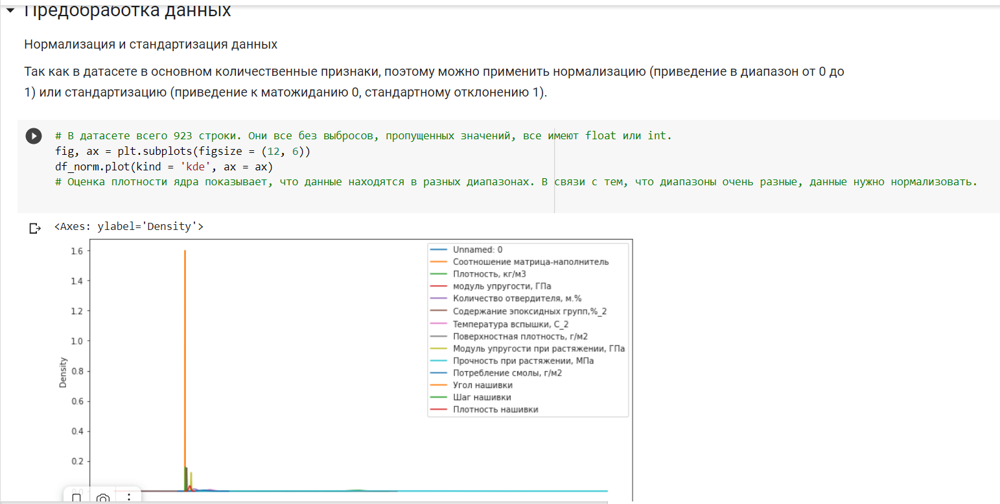 Предобработка данных
Нормализация и стандартизация данных
Так как в датасете в основном количественные признаки, поэтому можно применить нормализацию (приведение в диапазон от 0 до
1) или стандартизацию (приведение к матожиданию 0, стандартному отклонению 1).
# В датасете всего 923 строки. Они все без выбросов, пропущенных значений, все имеют float или int.
fig, ax = plt.subplots(figsize = (12, 6))
df_norm.plot(kind = 'kde', ax = ax)
# Оценка плотности ядра показывает, что данные находятся в разных диапазонах. В связи с тем, что диапазоны очень разные, данные нужно нормализовать.
<Axes: ylabel='Density'>
1.6
1.4
1.2
1.0
0.8
0.6
0.4
0.2
0.0
Density
Unnamed: 0
Соотношение матрица-наполнитель
Плотность, кг/м3
модуль упругости, ГПа
Количество отвердителя, м.%
Содержание эпоксидных групп,%_2
Температура вспышки, С_2
Поверхностная плотность, г/м2
Модуль упругости при растяжении, ГПа
Прочность при растяжении, МПа
Потребление смолы, г/м2
Угол нашивки
Шаг нашивки
Плотность нашивки